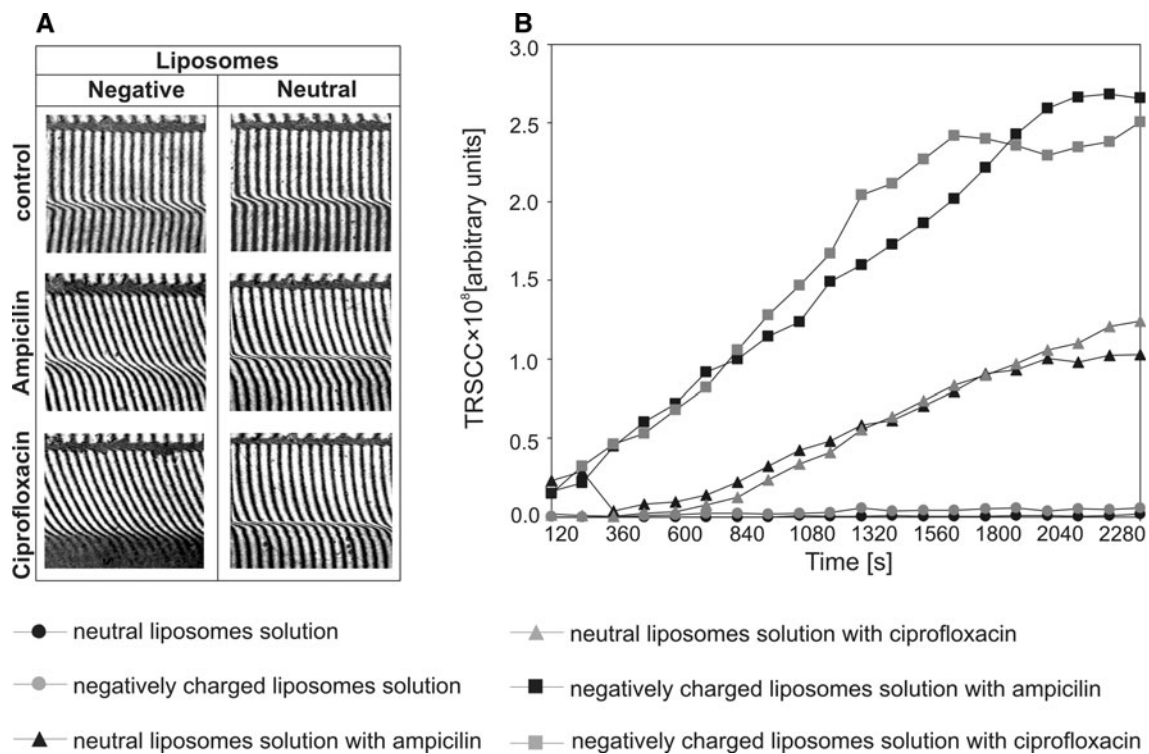 A
Liposomes
Negative Neutral
control
Ampicilin
Ciprofloxacin
B
TRSCC×10⁸[arbitrary units]
3.0
2.5
2.0
1.5
1.0
0.5
0.0
120 360 600 840 1080 1320 1560 1800 2040 2280
Time [s]
neutral liposomes solution
negatively charged liposomes solution
neutral liposomes solution with ampicilin
neutral liposomes solution with ciprofloxacin
negatively charged liposomes solution with ampicilin
negatively charged liposomes solution with ciprofloxacin